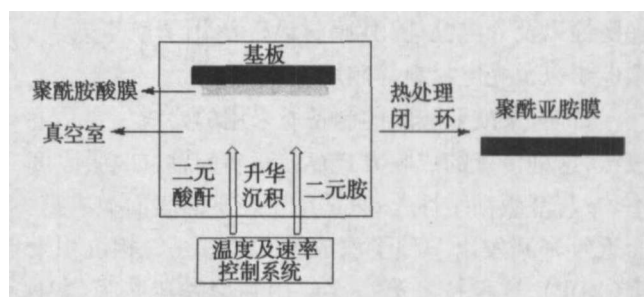 基板
聚酰胺酸膜
真空室
二元
酸酐
升华
沉积
二元胺
温度及速率
控制系统
热处理
闭 环
聚酰亚胺膜